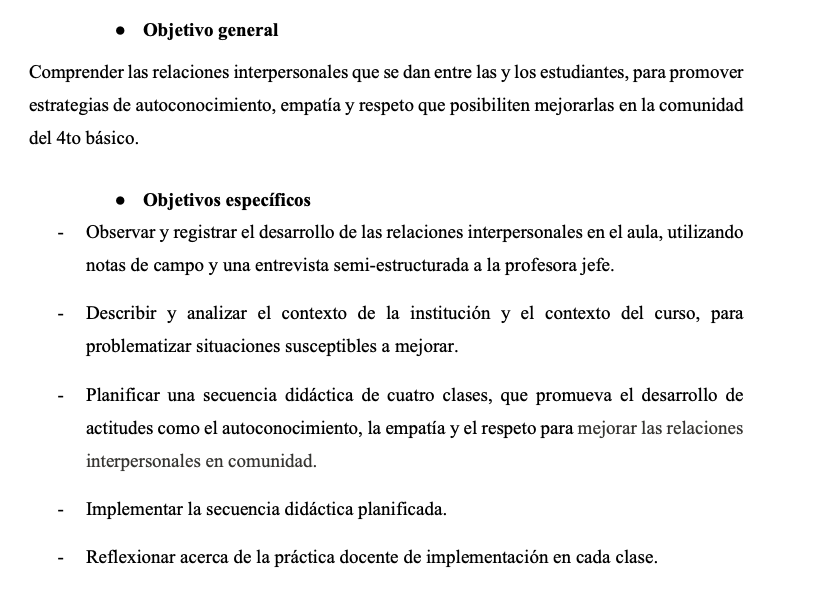 ● Objetivo general
Comprender las relaciones interpersonales que se dan entre las y los estudiantes, para promover
estrategias de autoconocimiento, empatía y respeto que posibiliten mejorarlas en la comunidad
del 4to básico.
● Objetivos específicos
- Observar y registrar el desarrollo de las relaciones interpersonales en el aula, utilizando
notas de campo y una entrevista semi-estructurada a la profesora jefe.
- Describir y analizar el contexto de la institución y el contexto del curso, para
problematizar situaciones susceptibles a mejorar.
- Planificar una secuencia didáctica de cuatro clases, que promueva el desarrollo de
actitudes como el autoconocimiento, la empatía y el respeto para mejorar las relaciones
interpersonales en comunidad.
- Implementar la secuencia didáctica planificada.
- Reflexionar acerca de la práctica docente de implementación en cada clase.